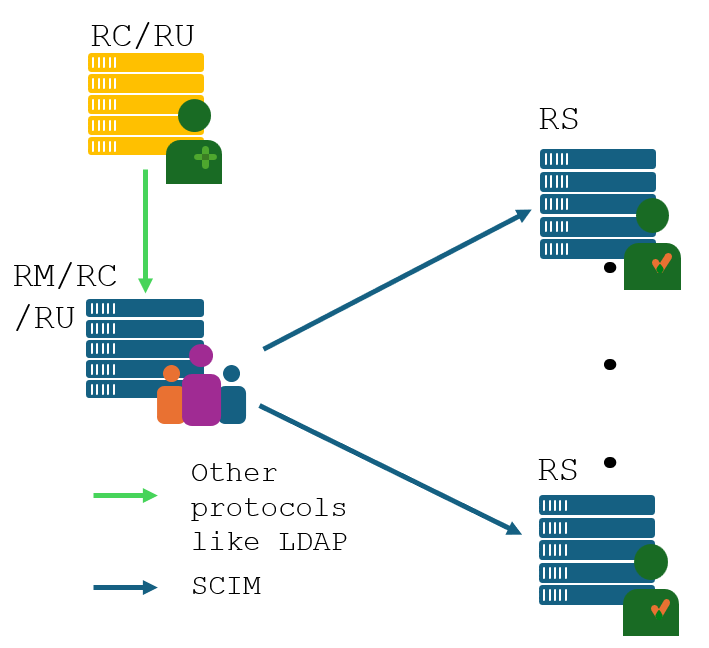 RC/RU
RS
RM/RC
/RU
RS
Other
protocols
like LDAP
SCIM